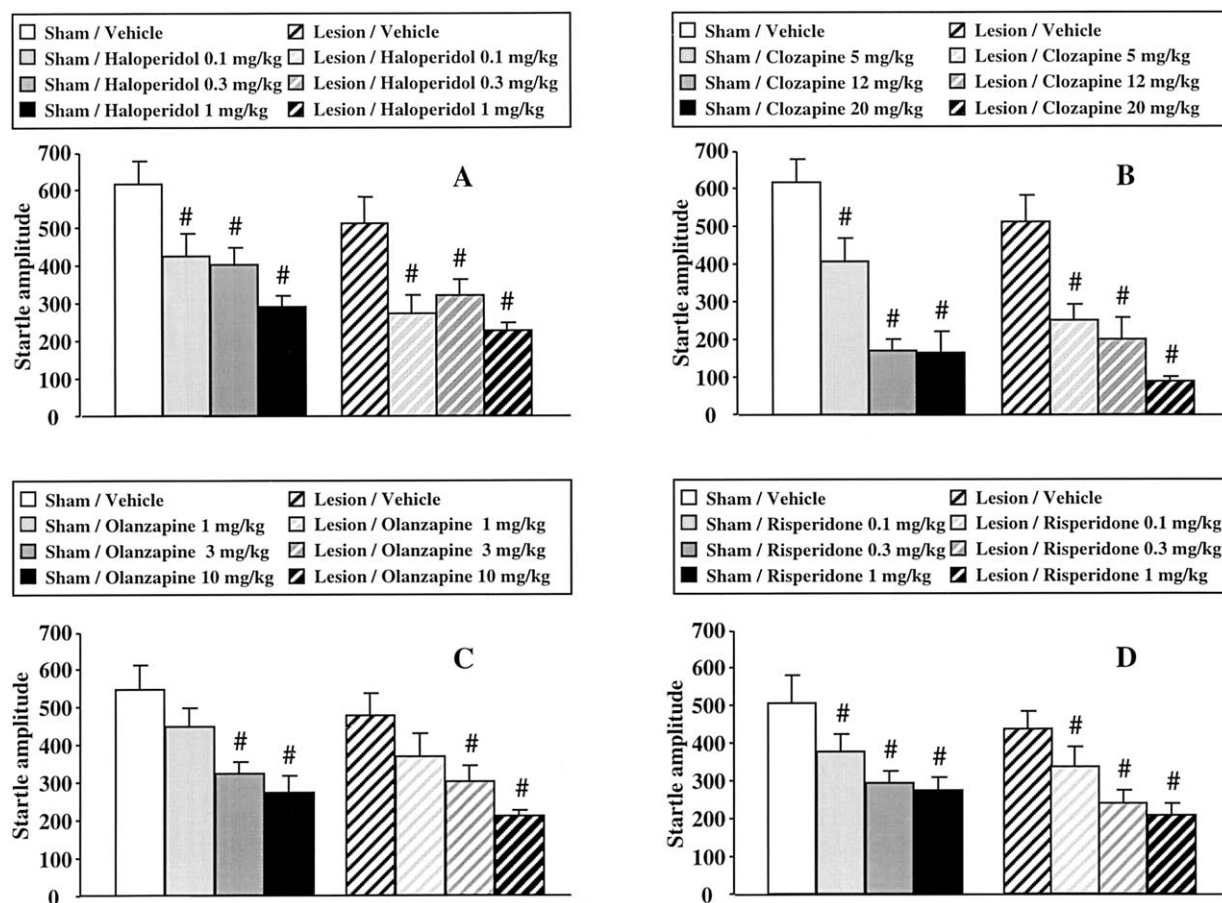 Sham / Vehicle
Lesion / Vehicle
Sham / Haloperidol 0.1 mg/kg
Lesion / Haloperidol 0.1 mg/kg
Sham / Haloperidol 0.3 mg/kg
Lesion / Haloperidol 0.3 mg/kg
Sham / Haloperidol 1 mg/kg
Lesion / Haloperidol 1 mg/kg
A
Startle amplitude
700
600
500
400
300
200
100
0
# # #
# # #
Sham / Vehicle
Lesion / Vehicle
Sham / Clozapine 5 mg/kg
Lesion / Clozapine 5 mg/kg
Sham / Clozapine 12 mg/kg
Lesion / Clozapine 12 mg/kg
Sham / Clozapine 20 mg/kg
Lesion / Clozapine 20 mg/kg
B
Startle amplitude
700
600
500
400
300
200
100
0
# # #
# # #
Sham / Vehicle
Lesion / Vehicle
Sham / Olanzapine 1 mg/kg
Lesion / Olanzapine 1 mg/kg
Sham / Olanzapine 3 mg/kg
Lesion / Olanzapine 3 mg/kg
Sham / Olanzapine 10 mg/kg
Lesion / Olanzapine 10 mg/kg
C
Startle amplitude
700
600
500
400
300
200
100
0
# #
# #
Sham / Vehicle
Lesion / Vehicle
Sham / Risperidone 0.1 mg/kg
Lesion / Risperidone 0.1 mg/kg
Sham / Risperidone 0.3 mg/kg
Lesion / Risperidone 0.3 mg/kg
Sham / Risperidone 1 mg/kg
Lesion / Risperidone 1 mg/kg
D
Startle amplitude
700
600
500
400
300
200
100
0
# # #
# # #